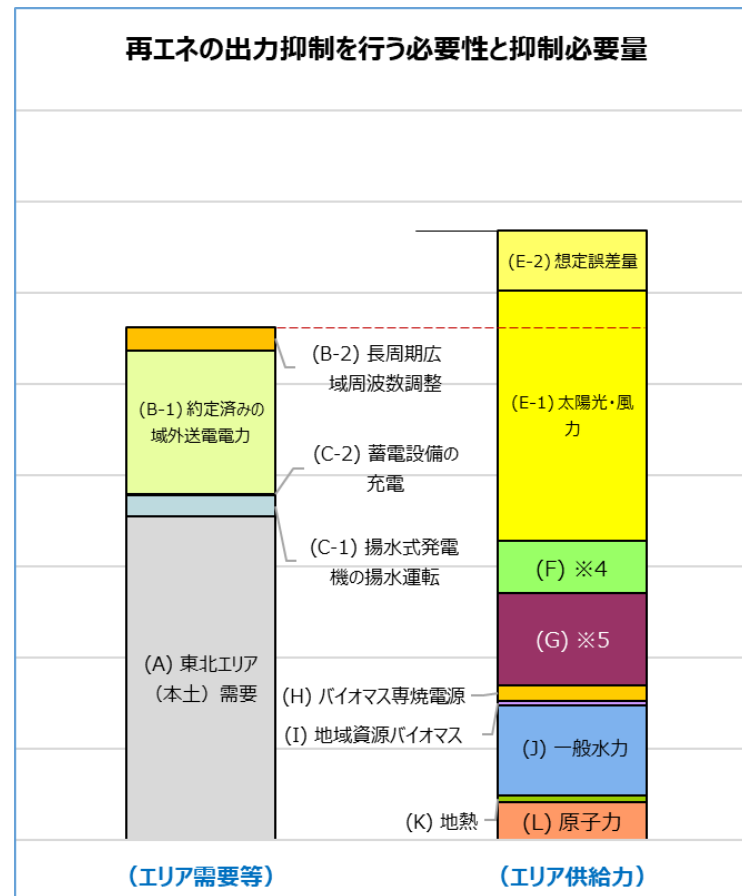 再エネの出力抑制を行う必要性と抑制必要量
(E-2) 想定誤差量
(B-2) 長周期広
域周波数調整
(B-1) 約定済みの
域外送電電力
(E-1) 太陽光・風
力
(C-2) 蓄電設備の
充電
(C-1) 揚水式発電
機の揚水運転
(F) ※4
(G) ※5
(A) 東北エリア
（本土）需要
(H) バイオマス専焼電源
(I) 地域資源バイオマス
(J) 一般水力
(K) 地熱
(L) 原子力
（エリア需要等）
（エリア供給力）